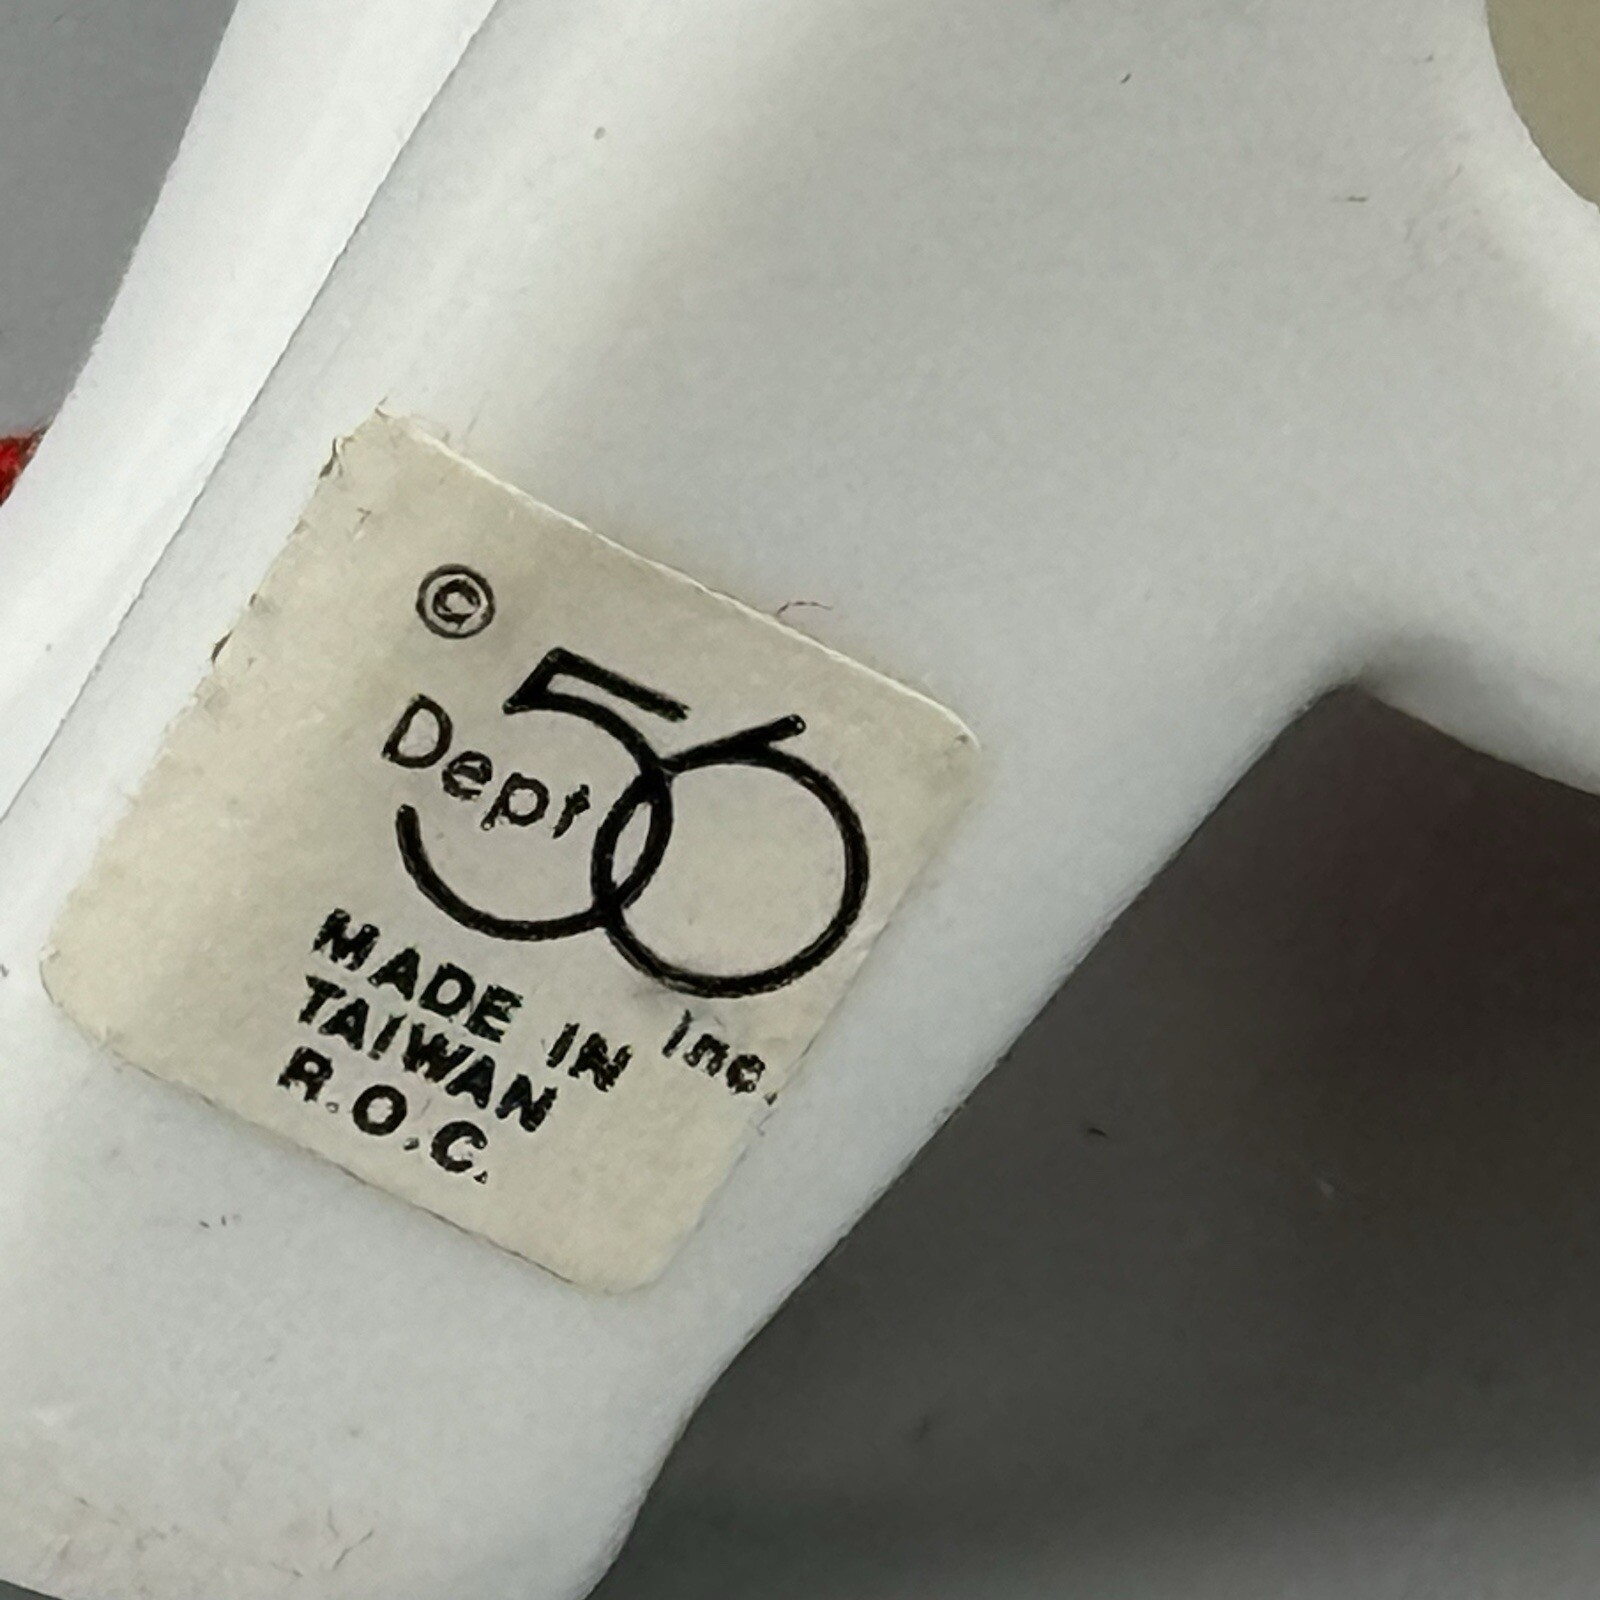 ©
Dept 56
Inc.
MADE IN
TAIWAN
R.O.C.